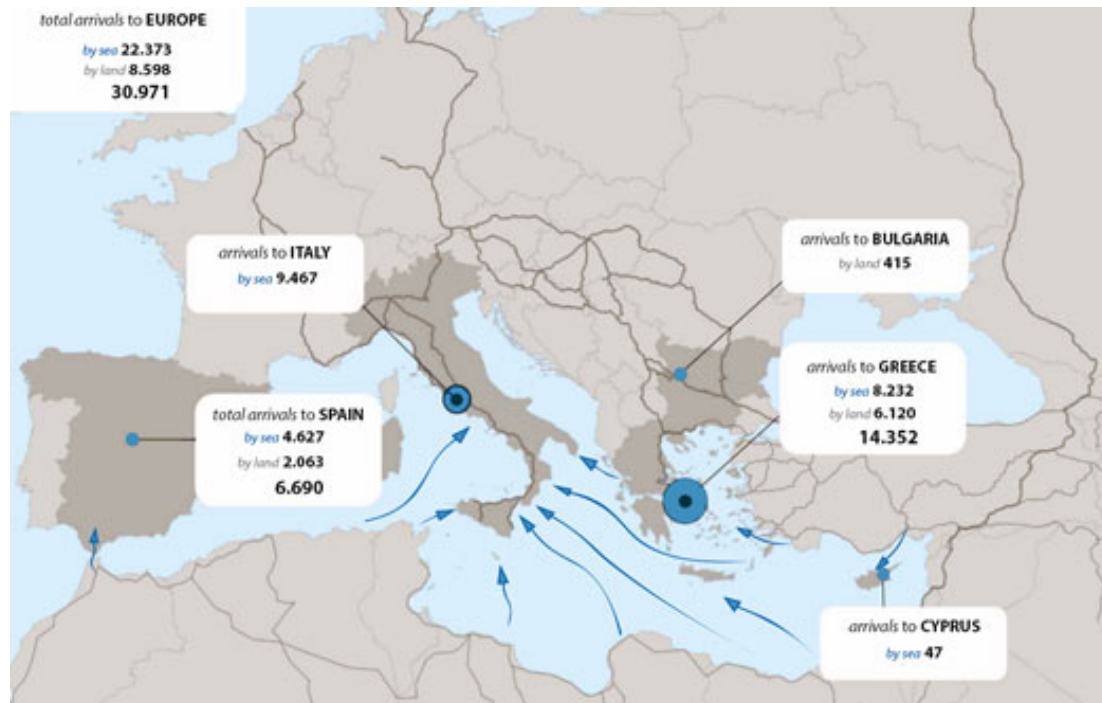 total arrivals to EUROPE
by sea 22.373
by land 8.598
30.971
arrivals to ITALY
by sea 9.467
arrivals to BULGARIA
by land 415
arrivals to GREECE
by sea 8.232
by land 6.120
14.352
total arrivals to SPAIN
by sea 4.627
by land 2.063
6.690
arrivals to CYPRUS
by sea 47